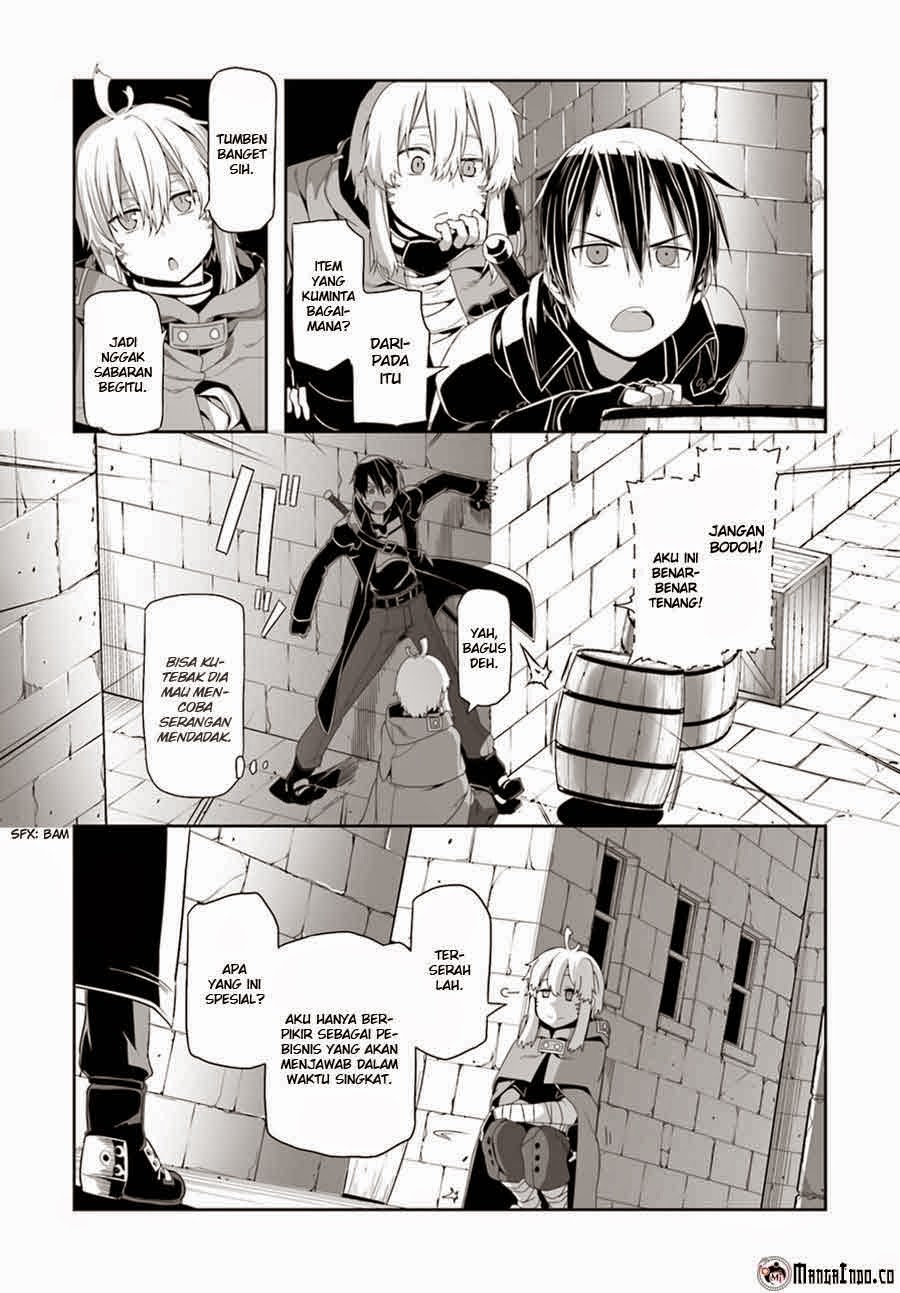 DARI-
PADA ITU
ITEM
YANG
KUMINTA
BAGAI-
MANA?
TUMBEN
BANGET
SIH.
JADI
NGGAK
SABARAN
BEGITU.
JANGAN
BODOH!
AKU INI
BENAR-
BENAR
TENANG!
YAH,
BAGUS
DEH.
BISA KU-
TEBAK DIA
MAU MEN-
COBA
SERANGAN
MENDADAK.
SFX: BAM
TER-
SERAH
LAH.
AKU HANYA BER-
PIKIR SEBAGAI PE-
BISNIS YANG AKAN
MENJAWAB DALAM
WAKTU SINGKAT.
APA
YANG INI
SPESIAL?
MANGAINDO.CO